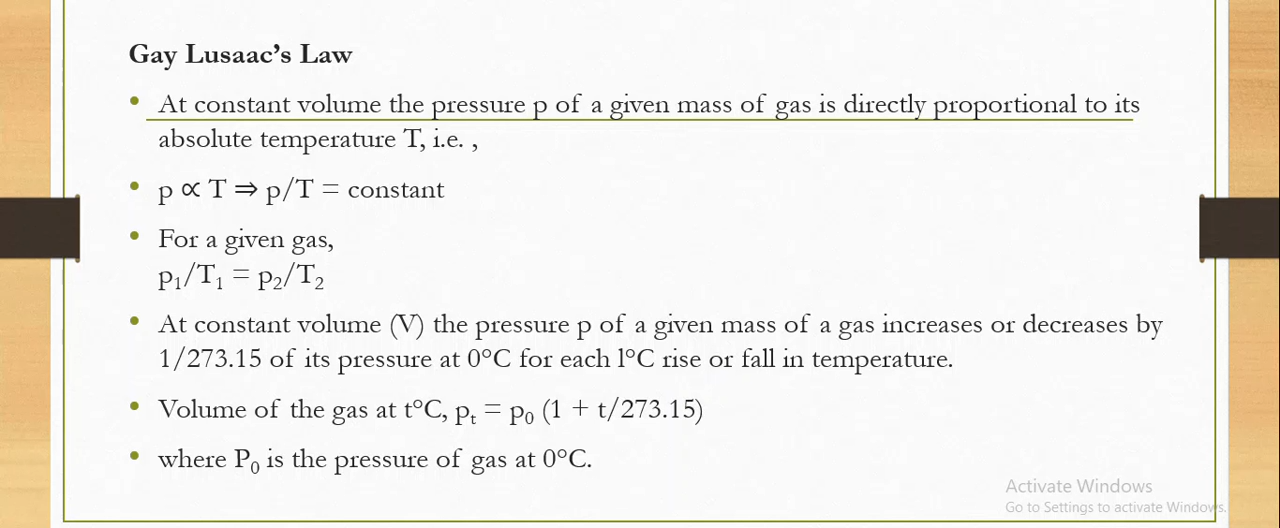 Gay Lusaac’s Law
• At constant volume the pressure p of a given mass of gas is directly proportional to its
absolute temperature T, i.e. ,
• p ∝ T ⇒ p/T = constant
• For a given gas,
p₁/T₁ = p₂/T₂
• At constant volume (V) the pressure p of a given mass of a gas increases or decreases by
1/273.15 of its pressure at 0°C for each l°C rise or fall in temperature.
• Volume of the gas at t°C, pₜ = p₀ (1 + t/273.15)
• where P₀ is the pressure of gas at 0°C.
Activate Windows
Go to Settings to activate Windows.